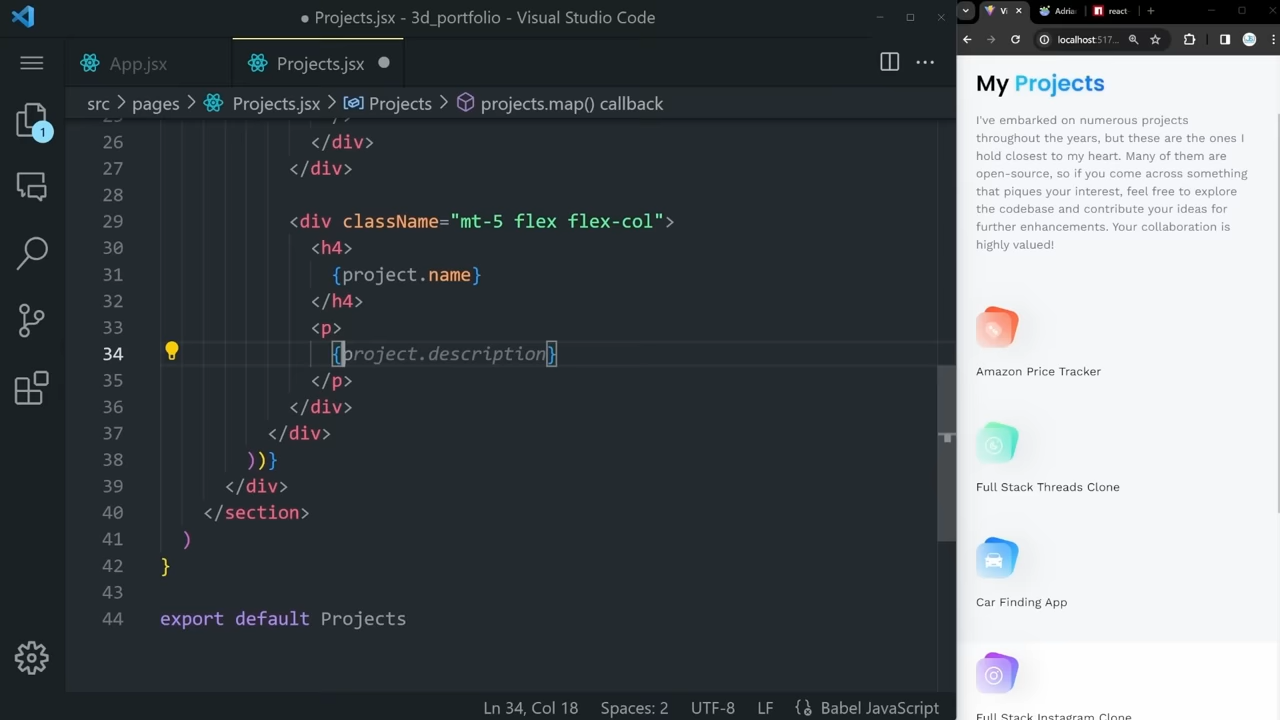 Projects.jsx - 3d_portfolio - Visual Studio Code
App.jsx
Projects.jsx
src > pages > Projects.jsx > Projects > projects.map() callback
1
26 </div>
27 </div>
28
29 <div className="mt-5 flex flex-col">
30 <h4>
31 {project.name}
32 </h4>
33 <p>
34 {project.description}
35 </p>
36 </div>
37 </div>
38 ))}
39 </div>
40 </section>
41 )
42 }
43
44 export default Projects
Ln 34, Col 18 Spaces: 2 UTF-8 LF Babel JavaScript
Adria
react
localhost:517...
My Projects
I've embarked on numerous projects
throughout the years, but these are the ones I
hold closest to my heart. Many of them are
open-source, so if you come across something
that piques your interest, feel free to explore
the codebase and contribute your ideas for
further enhancements. Your collaboration is
highly valued!
Amazon Price Tracker
Full Stack Threads Clone
Car Finding App
Full Stack Instagram Clone